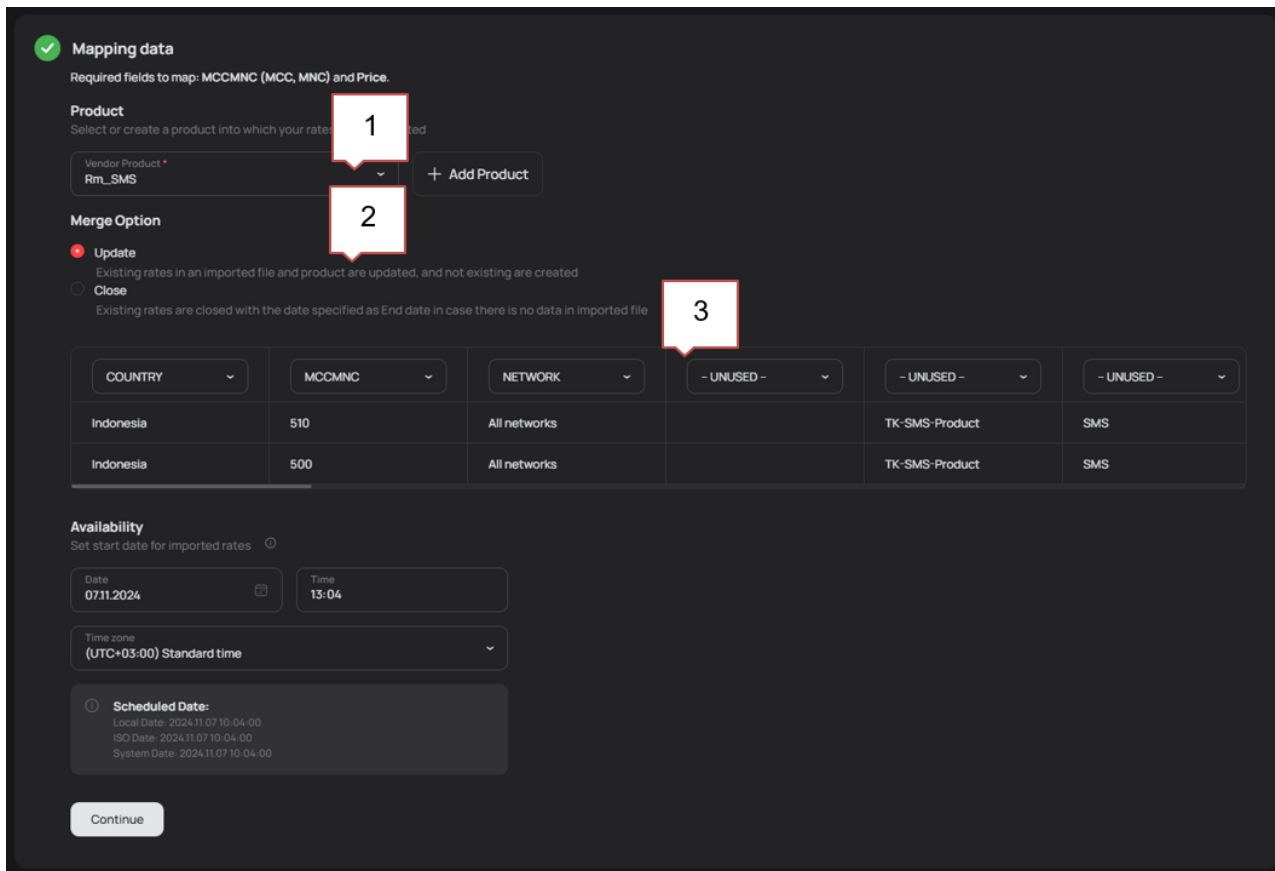 Mapping data
Required fields to map: MCCMNC (MCC, MNC) and Price.
Product
Select or create a product into which your rates ted
1
Vendor Product *
Rm_SMS
+ Add Product
2
Merge Option
Update
Existing rates in an imported file and product are updated, and not existing are created
Close
Existing rates are closed with the date specified as End date in case there is no data in imported file
3
COUNTRY MCCMNC NETWORK – UNUSED – – UNUSED – – UNUSED –
Indonesia 510 All networks TK-SMS-Product SMS
Indonesia 500 All networks TK-SMS-Product SMS
Availability
Set start date for imported rates
Date Time
07.11.2024 13:04
Time zone
(UTC+03:00) Standard time
Scheduled Date:
Local Date: 2024.11.07 10:04:00
ISO Date: 2024.11.07 10:04:00
System Date: 2024.11.07 10:04:00
Continue